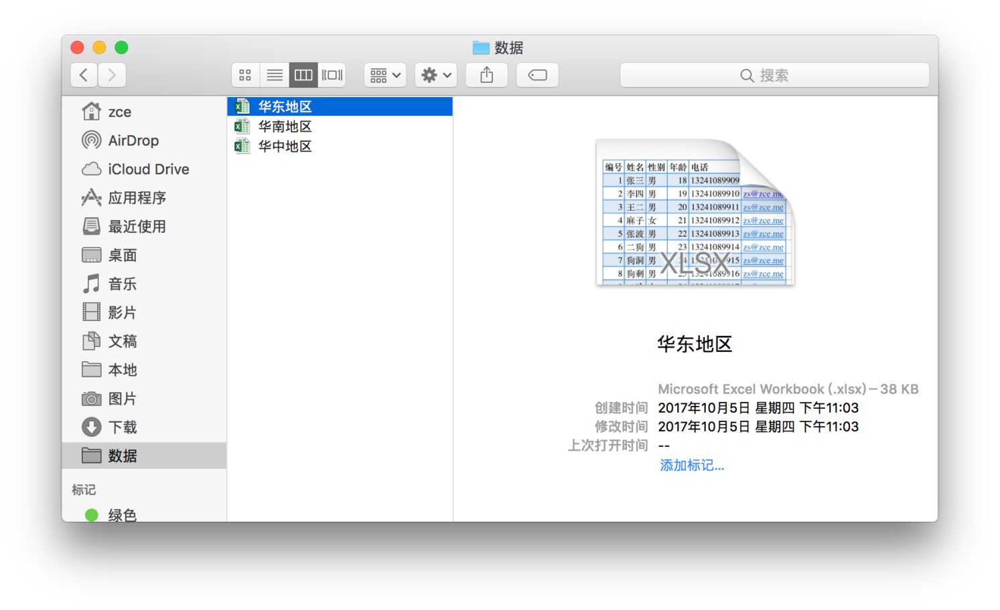 数据
搜索
zce
AirDrop
iCloud Drive
应用程序
最近使用
桌面
音乐
影片
文稿
本地
图片
下载
数据
标记
绿色
华东地区
华南地区
华中地区
编号 姓名 性别 年龄 电话
1 张三 男 18 13241089909
2 李四 男 19 13241089910 zs@zce.me
3 王二 男 20 13241089911 zs@zce.me
4 麻子 女 21 13241089912 zs@zce.me
5 张波 男 22 13241089913 zs@zce.me
6 二狗 男 23 13241089914 zs@zce.me
7 狗洞 男 zs@zce.me
8 狗剩 男 zs@zce.me
XLSX
华东地区
Microsoft Excel Workbook (.xlsx) – 38 KB
创建时间 2017年10月5日 星期四 下午11:03
修改时间 2017年10月5日 星期四 下午11:03
上次打开时间 --
添加标记...